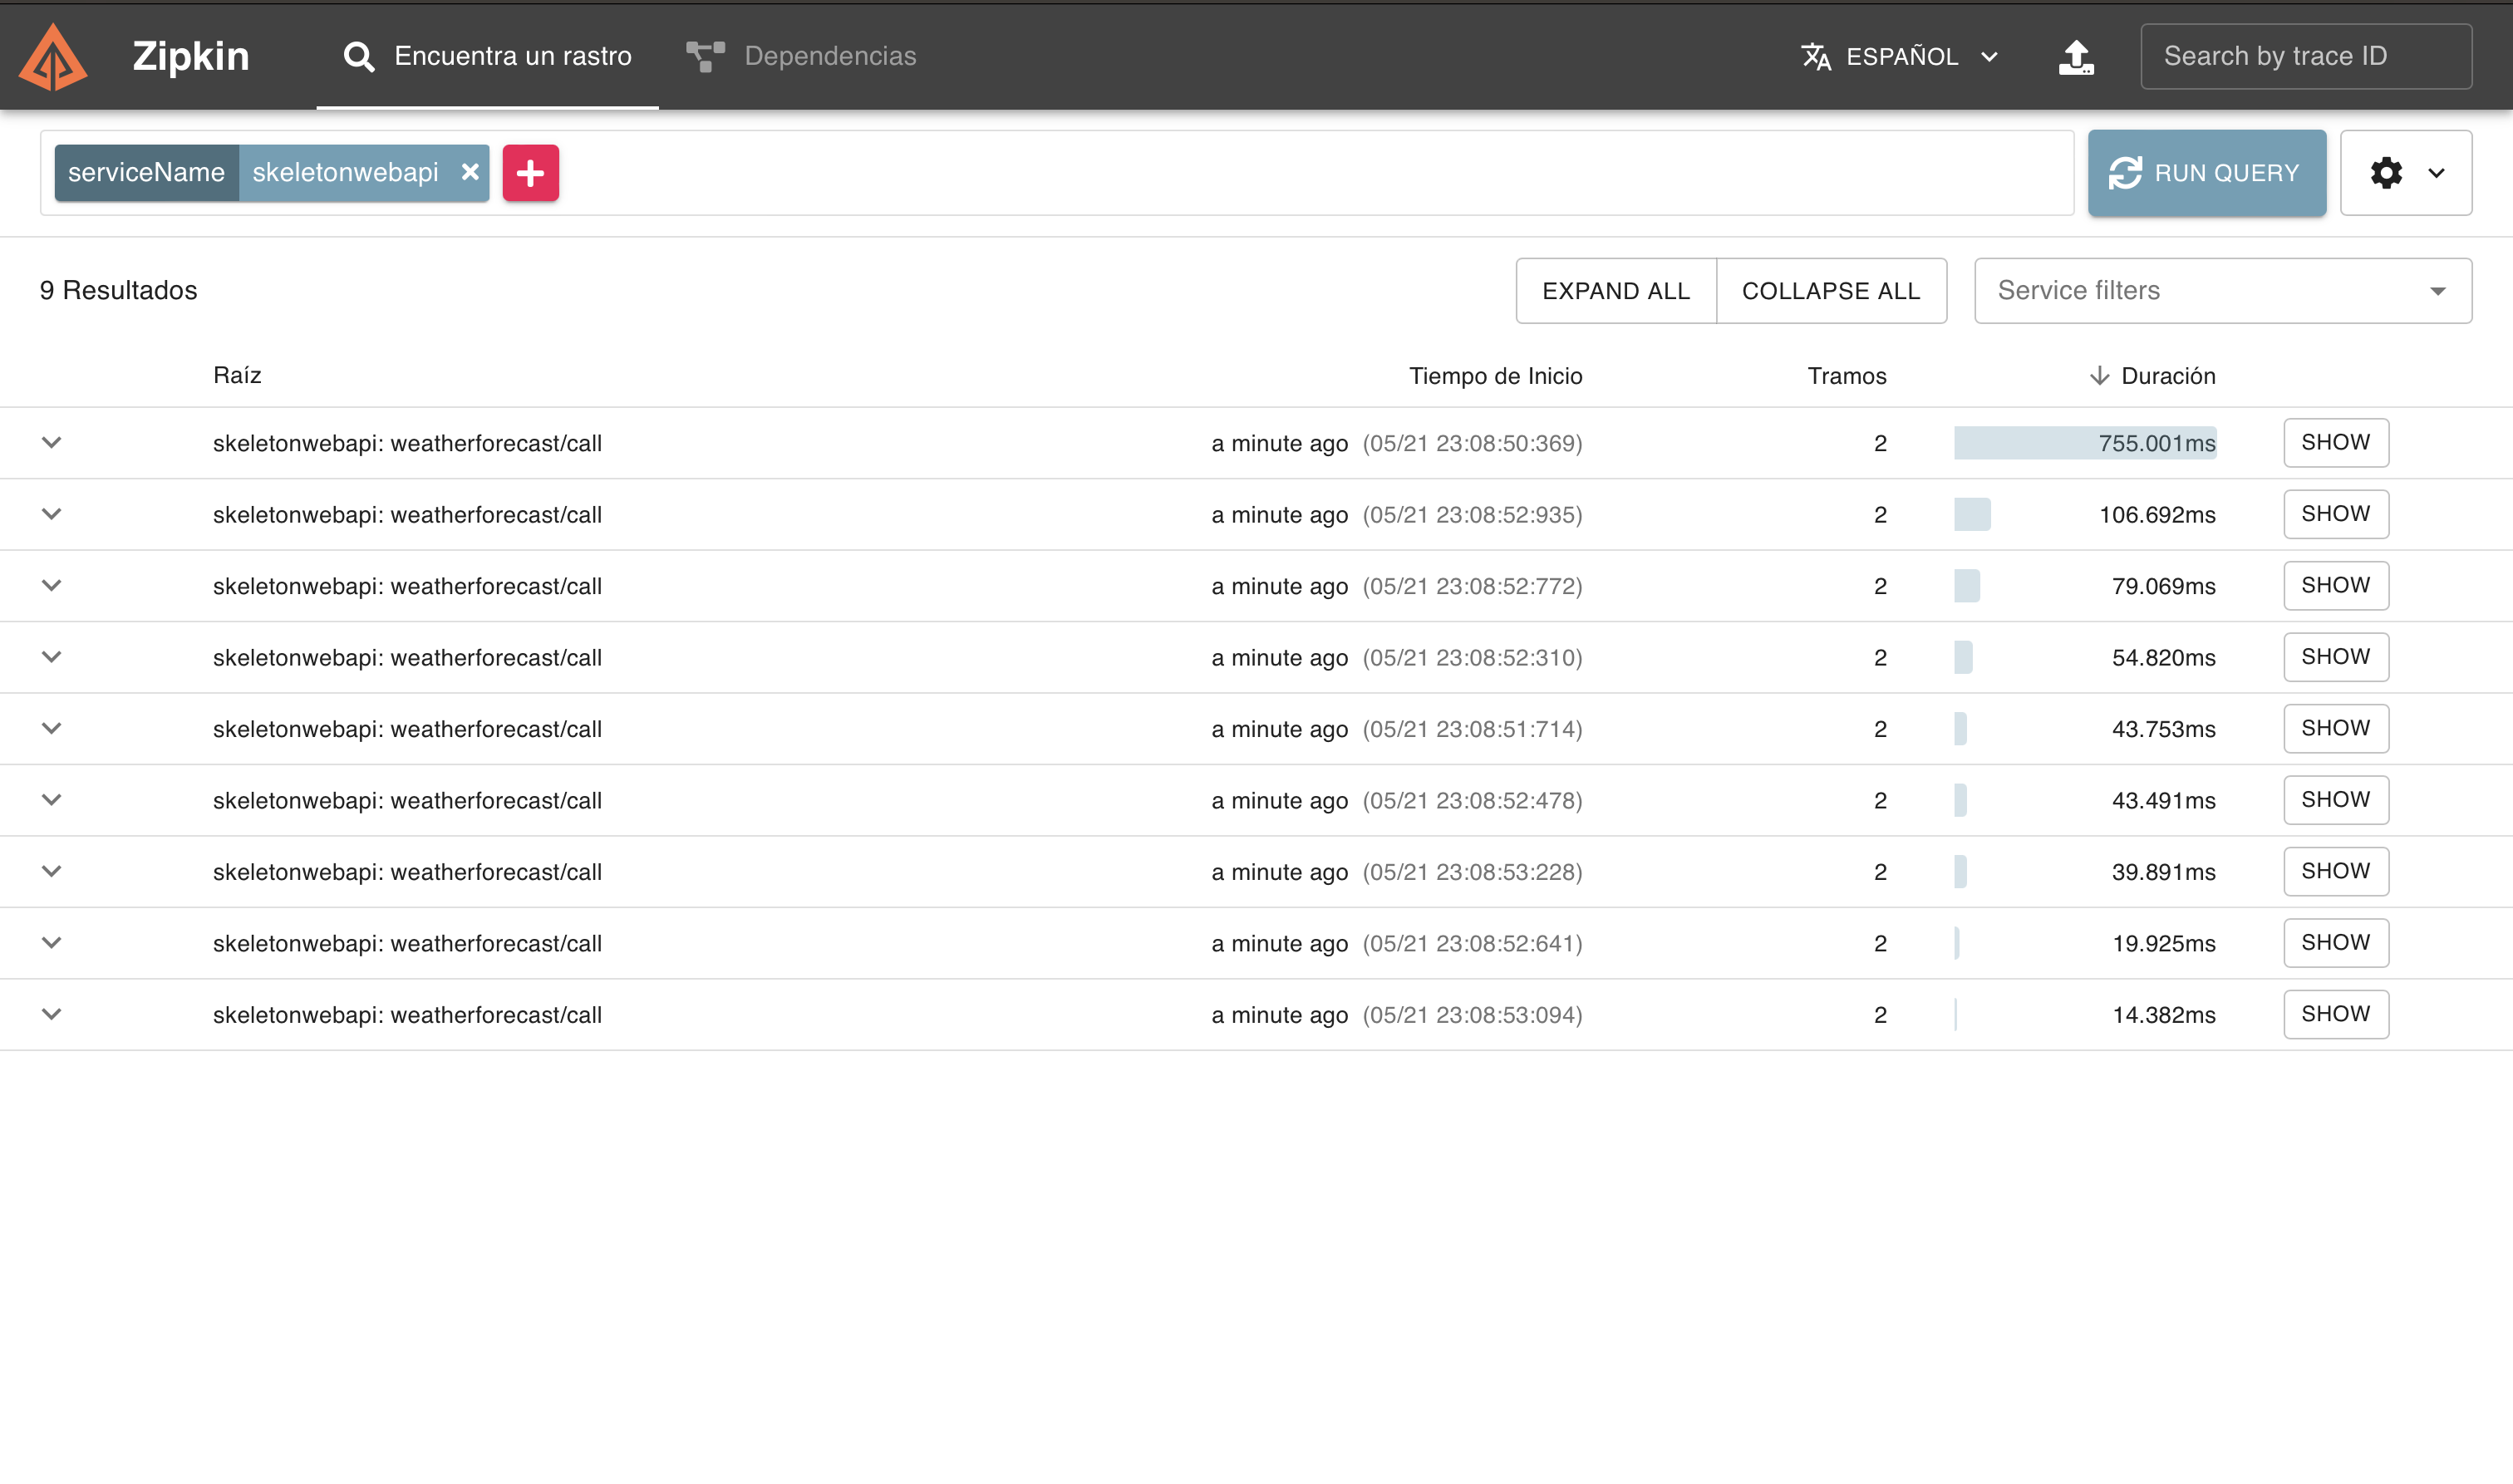 Zipkin Encuentra un rastro Dependencias ESPAÑOL Search by trace ID
serviceName skeletonwebapi RUN QUERY
9 Resultados EXPAND ALL COLLAPSE ALL Service filters
Raíz Tiempo de Inicio Tramos Duración
skeletonwebapi: weatherforecast/call a minute ago (05/21 23:08:50:369) 2 755.001ms SHOW
skeletonwebapi: weatherforecast/call a minute ago (05/21 23:08:52:935) 2 106.692ms SHOW
skeletonwebapi: weatherforecast/call a minute ago (05/21 23:08:52:772) 2 79.069ms SHOW
skeletonwebapi: weatherforecast/call a minute ago (05/21 23:08:52:310) 2 54.820ms SHOW
skeletonwebapi: weatherforecast/call a minute ago (05/21 23:08:51:714) 2 43.753ms SHOW
skeletonwebapi: weatherforecast/call a minute ago (05/21 23:08:52:478) 2 43.491ms SHOW
skeletonwebapi: weatherforecast/call a minute ago (05/21 23:08:53:228) 2 39.891ms SHOW
skeletonwebapi: weatherforecast/call a minute ago (05/21 23:08:52:641) 2 19.925ms SHOW
skeletonwebapi: weatherforecast/call a minute ago (05/21 23:08:53:094) 2 14.382ms SHOW